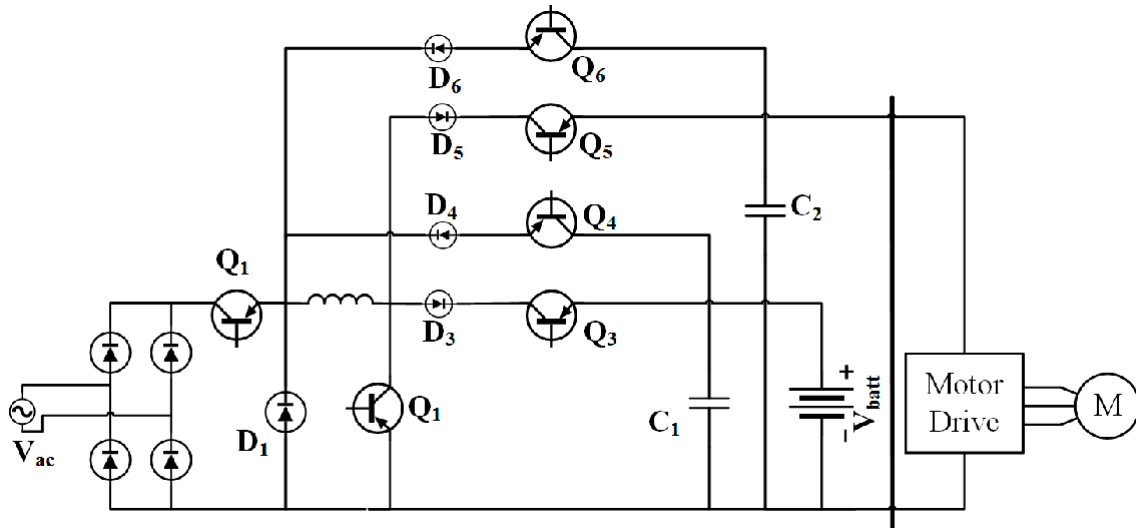 D6
Q6
D5
Q5
D4
Q4
C2
Q1
D3
Q3
Vac
D1
Q1
C1
+
- Vbatt
Motor
Drive
M